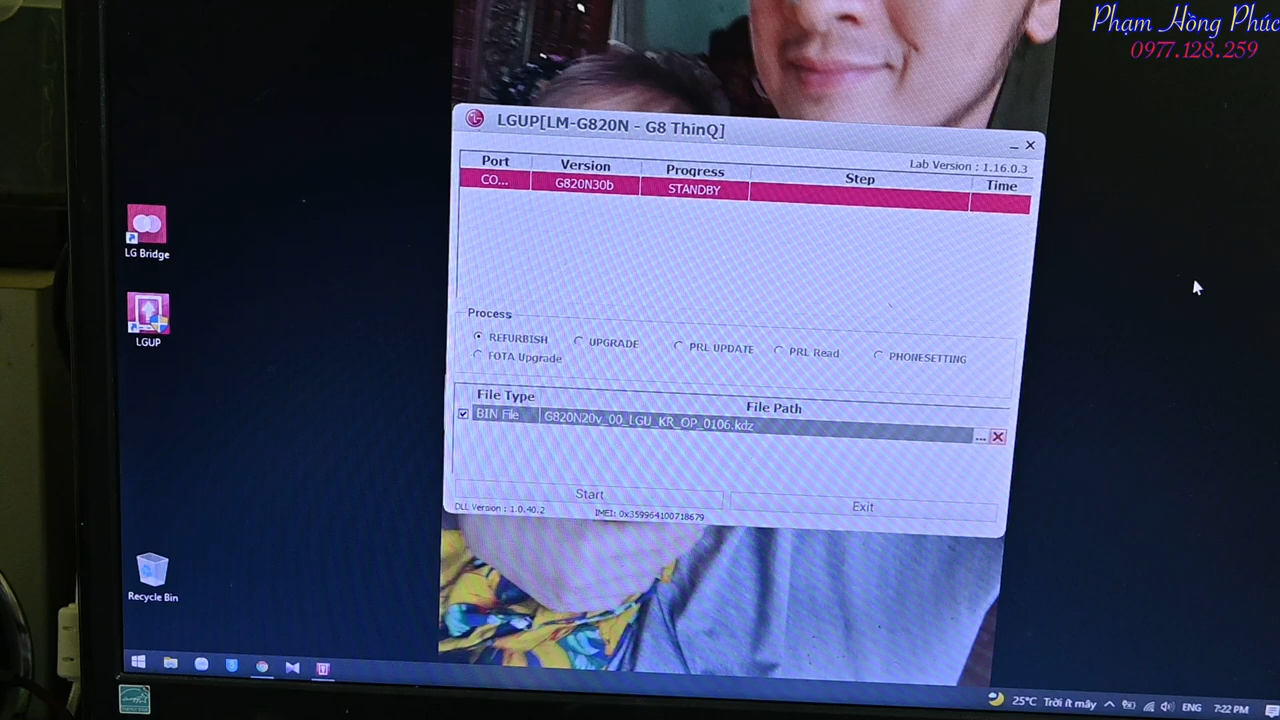 Phạm Hồng Phúc
0977.128.259
LGUP[LM-G820N - G8 ThinQ]
Lab Version : 1.16.0.3
Port Version Progress Step Time
CO... G820N30b STANDBY
LG Bridge
LGUP
Process
REFURBISH UPGRADE PRL UPDATE PRL Read PHONESETTING
FOTA Upgrade
File Type File Path
BIN File G820N20v_00_LGU_KR_OP_0106.kdz ...
Start Exit
DLL Version : 1.0.40.2 IMEI: 0x359964100718679
Recycle Bin
25°C Trời ít mây ENG 7:22 PM